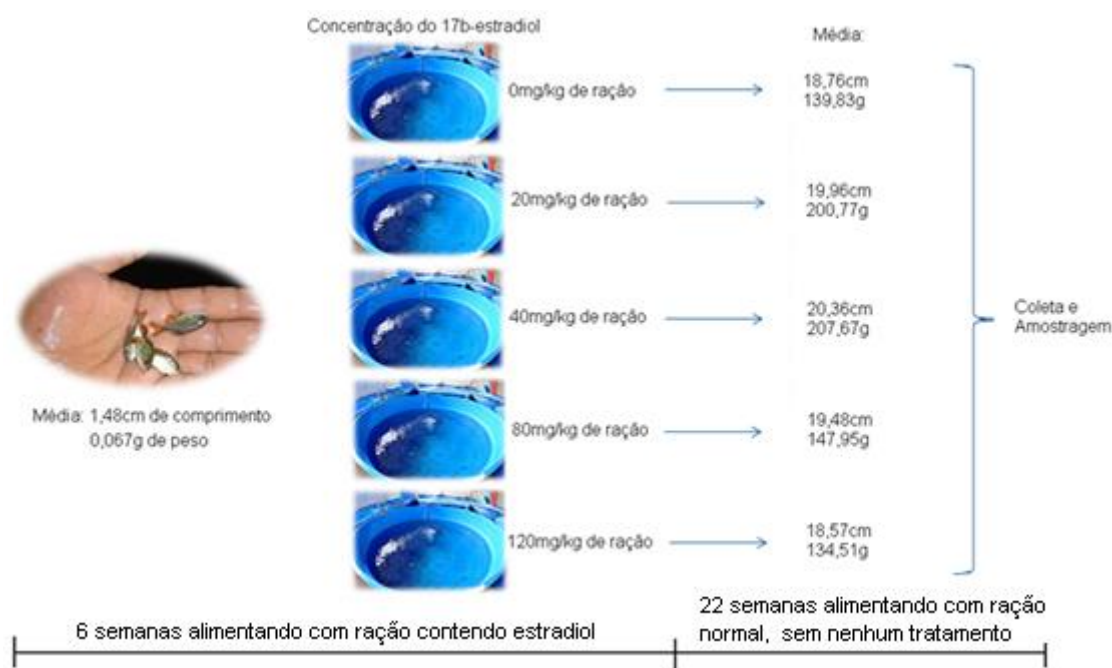 Concentração do 17b-estradiol
Média:
0mg/kg de ração
18,76cm
139,83g
20mg/kg de ração
19,96cm
200,77g
40mg/kg de ração
20,36cm
207,67g
Coleta e
Amostragem
Média: 1,48cm de comprimento
0,067g de peso
80mg/kg de ração
19,48cm
147,95g
120mg/kg de ração
18,57cm
134,51g
6 semanas alimentando com ração contendo estradiol
22 semanas alimentando com ração
normal, sem nenhum tratamento